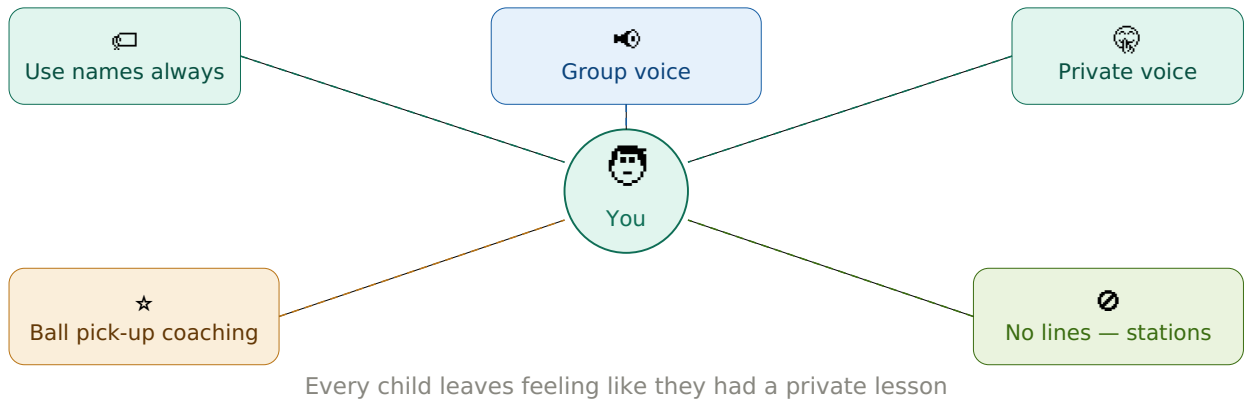 Use names always
Group voice
Private voice
You
Ball pick-up coaching
No lines — stations
Every child leaves feeling like they had a private lesson